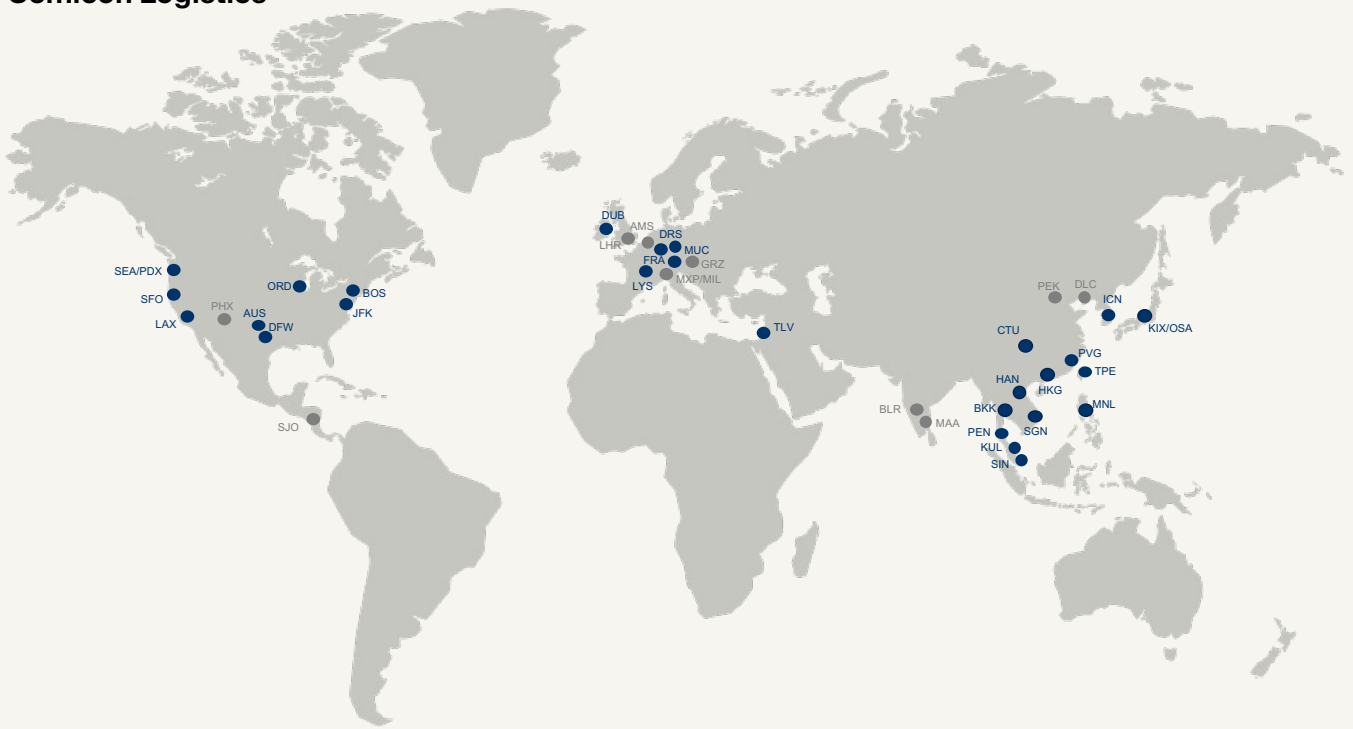 Semicon Logistics
DUB
AMS
LHR
DRS
MUC
FRA
GRZ
MXP/MIL
LYS
SEA/PDX
ORD
BOS
SFO
PHX
JFK
AUS
LAX
DFW
TLV
PEK
DLC
ICN
KIX/OSA
CTU
PVG
TPE
HAN
HKG
BLR
BKK
MNL
MAA
SJO
PEN
SGN
KUL
SIN